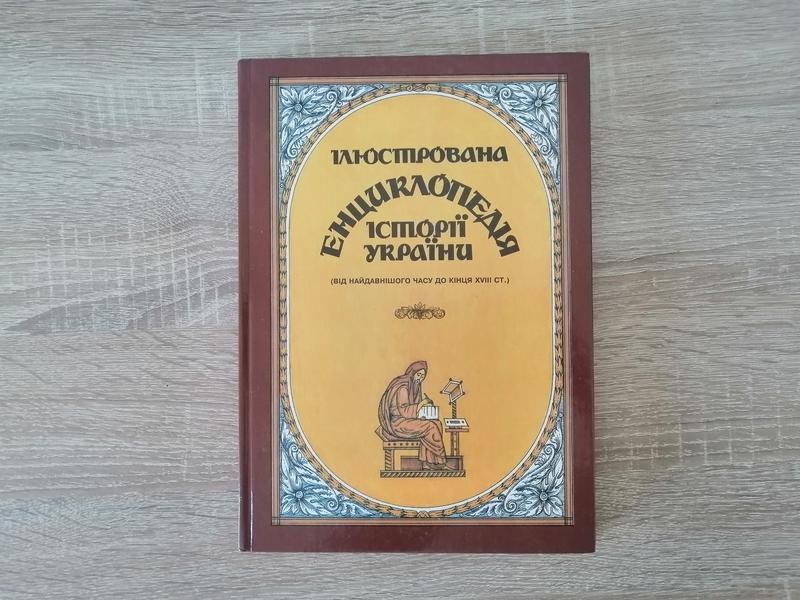 ІЛЮСТРОВАНА
ЕНЦИКЛОПЕДІЯ
ІСТОРІЇ
УКРАЇНИ
(ВІД НАЙДАВНІШОГО ЧАСУ ДО КІНЦЯ XVIII СТ.)